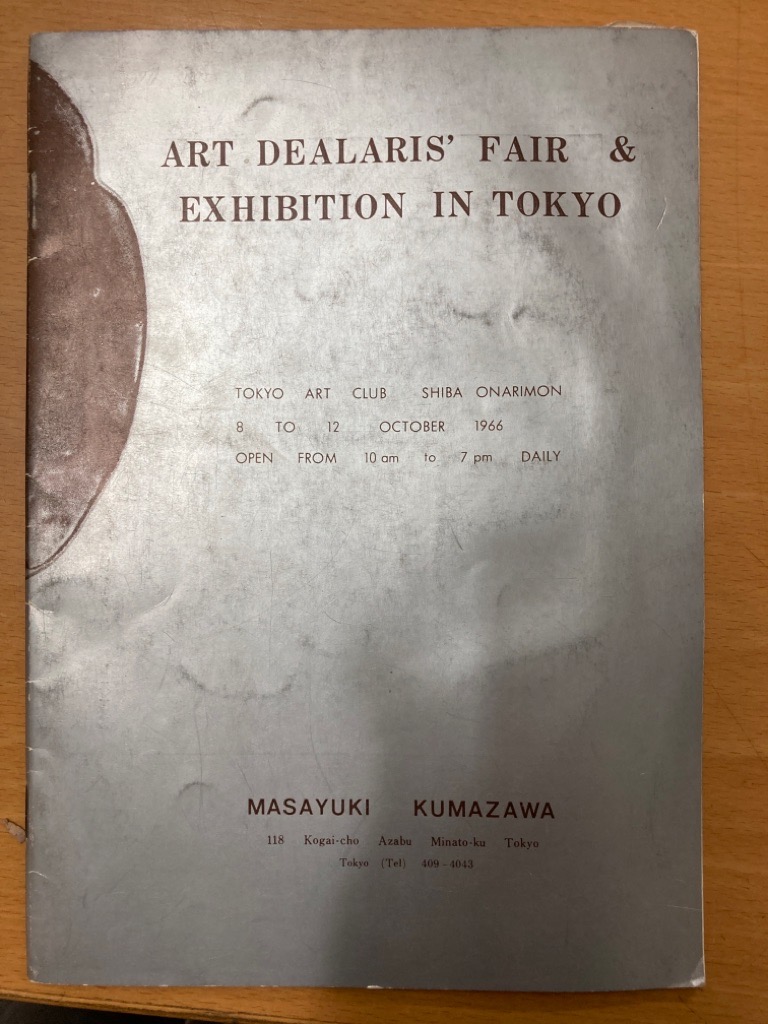 ART DEALARIS' FAIR &
EXHIBITION IN TOKYO
TOKYO ART CLUB SHIBA ONARIMON
8 TO 12 OCTOBER 1966
OPEN FROM 10 am to 7 pm DAILY
MASAYUKI KUMAZAWA
118 Kogai-cho Azabu Minato-ku Tokyo
Tokyo (Tel) 409-4043